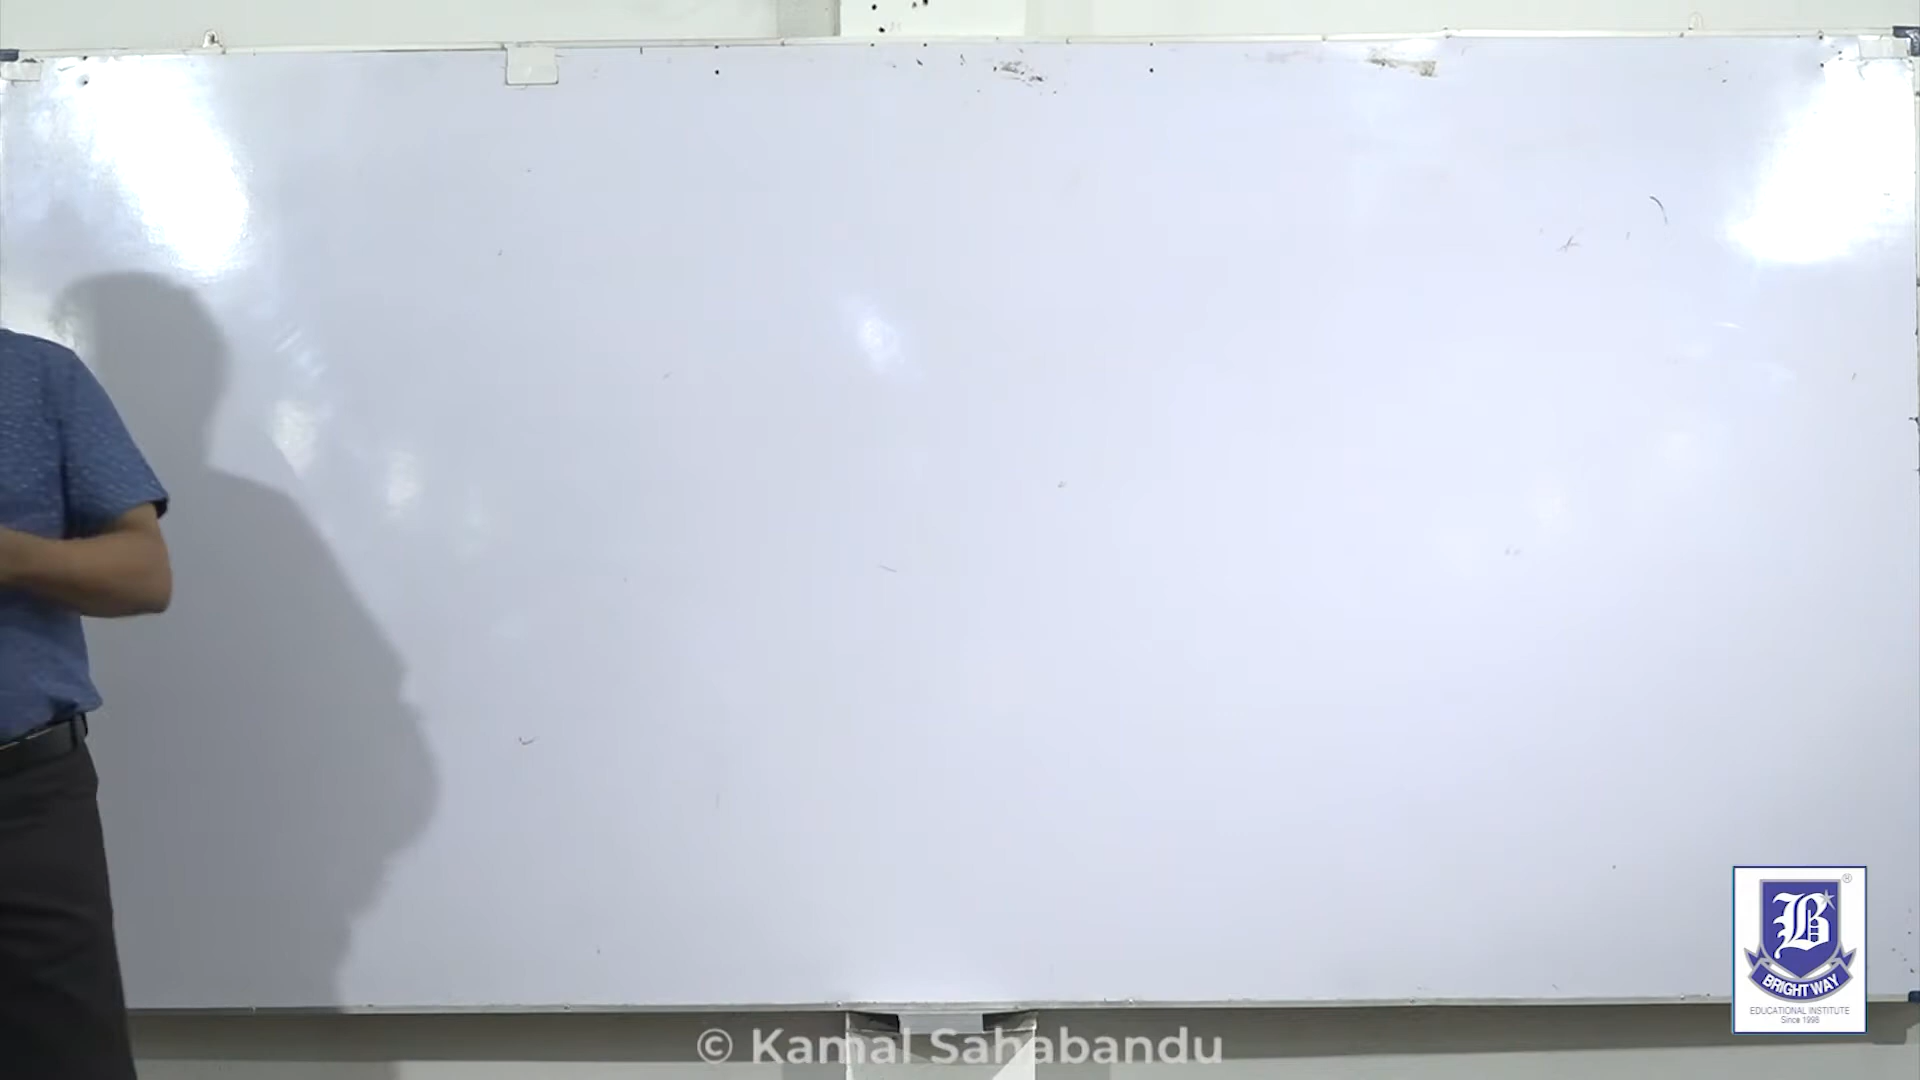 B
®
BRIGHT WAY
EDUCATIONAL INSTITUTE
Since 1998
© Kamal Sahabandu